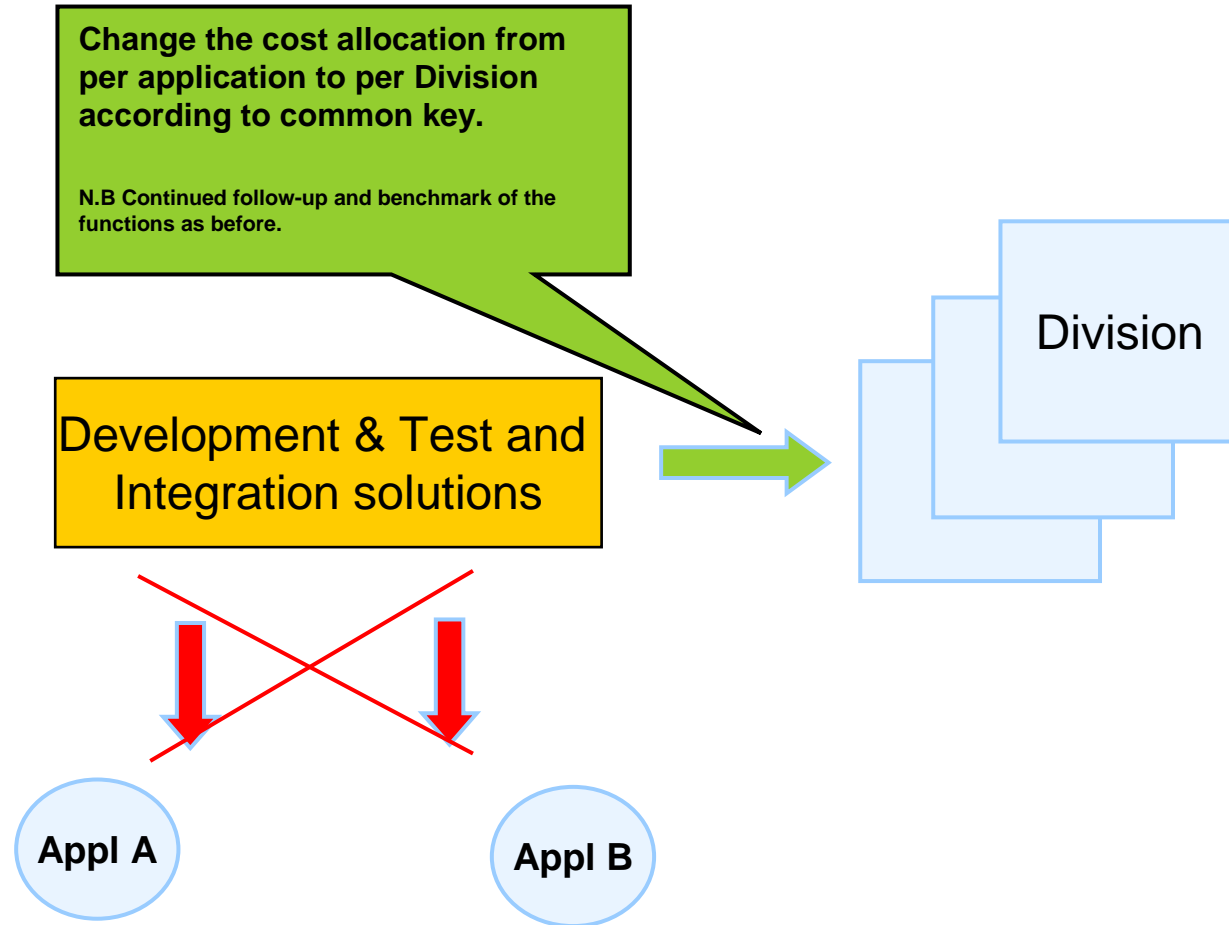 Change the cost allocation from
per application to per Division
according to common key.
N.B Continued follow-up and benchmark of the
functions as before.
Division
Development & Test and
Integration solutions
Appl A
Appl B